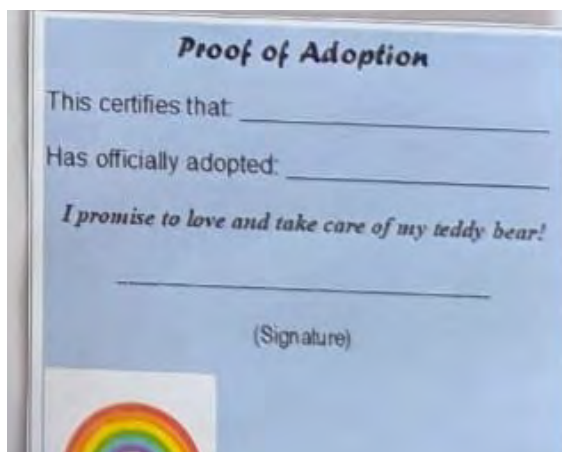 Proof of Adoption
This certifies that:
Has officially adopted:
I promise to love and take care of my teddy bear!
(Signature)